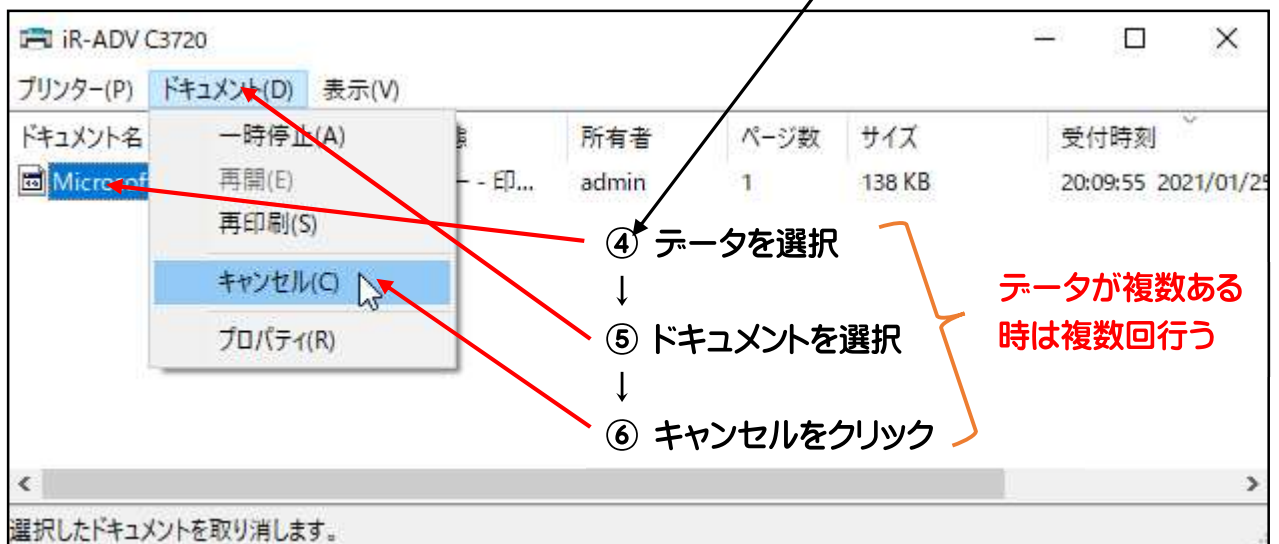 iR-ADV C3720
プリンター(P) ドキュメント(D) 表示(V)
ドキュメント名 所有者 ページ数 サイズ 受付時刻
Microsof - 印... admin 1 138 KB 20:09:55 2021/01/25
一時停止(A)
再開(E)
再印刷(S)
キャンセル(C)
プロパティ(R)
④ データを選択
↓
⑤ ドキュメントを選択
↓
⑥ キャンセルをクリック
データが複数ある
時は複数回行う
選択したドキュメントを取り消します。